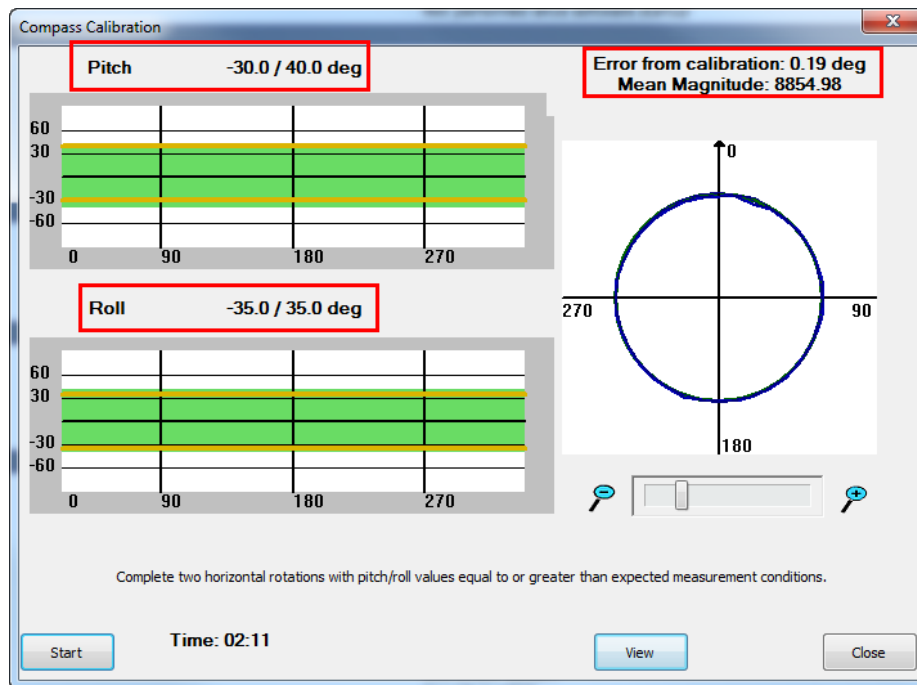 Compass Calibration
Pitch -30.0 / 40.0 deg
60
30
-30
-60
0 90 180 270
Roll -35.0 / 35.0 deg
60
30
-30
-60
0 90 180 270
Error from calibration: 0.19 deg
Mean Magnitude: 8854.98
0
270 90
180
Complete two horizontal rotations with pitch/roll values equal to or greater than expected measurement conditions.
Time: 02:11
Start View Close